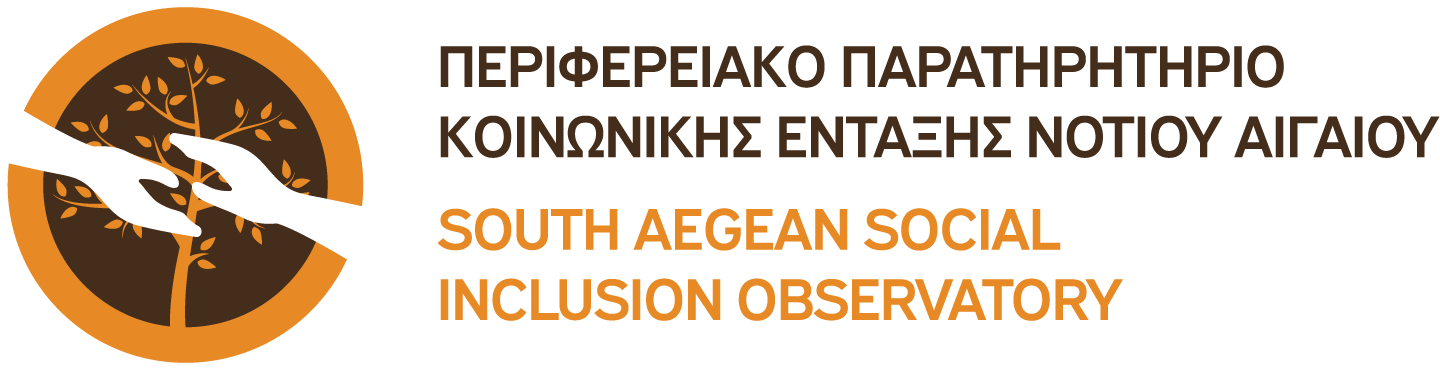 ΠΕΡΙΦΕΡΕΙΑΚΟ ΠΑΡΑΤΗΡΗΤΗΡΙΟ
ΚΟΙΝΩΝΙΚΗΣ ΕΝΤΑΞΗΣ ΝΟΤΙΟΥ ΑΙΓΑΙΟΥ
SOUTH AEGEAN SOCIAL
INCLUSION OBSERVATORY